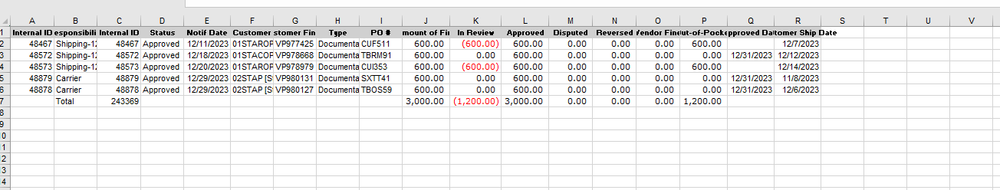 A B C D E F G H I J K L M N O P Q R S T U V
1 Internal ID esponsibili Internal ID Status Notif Date Customer stomer Fin Type PO # mount of Fir In Review Approved Disputed Reversed endor Fine ut-of-Pocke pproved Da tomer Ship Date
2 48467 Shipping-12 48467 Approved 12/11/2023 01STAROF VP977425 Documenta CUF511 600.00 (600.00) 600.00 0.00 0.00 0.00 600.00 12/7/2023
3 48572 Shipping-12 48572 Approved 12/18/2023 01STACOF VP978668 Documenta TBRM91 600.00 0.00 600.00 0.00 0.00 0.00 0.00 12/31/2023 12/12/2023
4 48573 Shipping-12 48573 Approved 12/20/2023 01STAROF VP978979 Documenta CUI353 600.00 (600.00) 600.00 0.00 0.00 0.00 600.00 12/14/2023
5 48879 Carrier 48879 Approved 12/29/2023 02STAP [S VP980131 Documenta SXTT41 600.00 0.00 600.00 0.00 0.00 0.00 0.00 12/31/2023 11/8/2023
6 48878 Carrier 48878 Approved 12/29/2023 02STAP [S VP980127 Documenta TBOS59 600.00 0.00 600.00 0.00 0.00 0.00 0.00 12/31/2023 12/6/2023
7 Total 243369 3,000.00 (1,200.00) 3,000.00 0.00 0.00 0.00 1,200.00
8
9
0
1
2
3
4